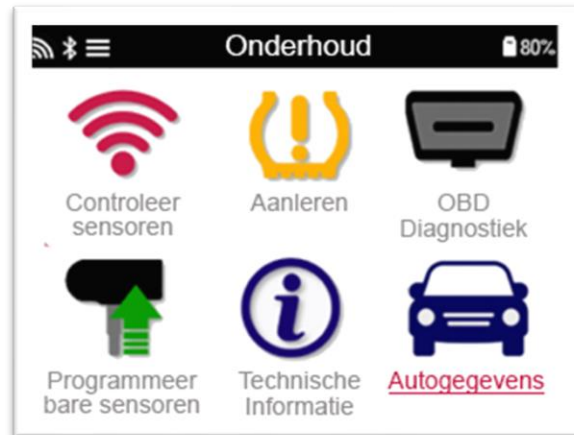 Onderhoud
80%
Controleer
sensoren
Aanleren
OBD
Diagnostiek
Programmeer
bare sensoren
Technische
Informatie
Autogegevens